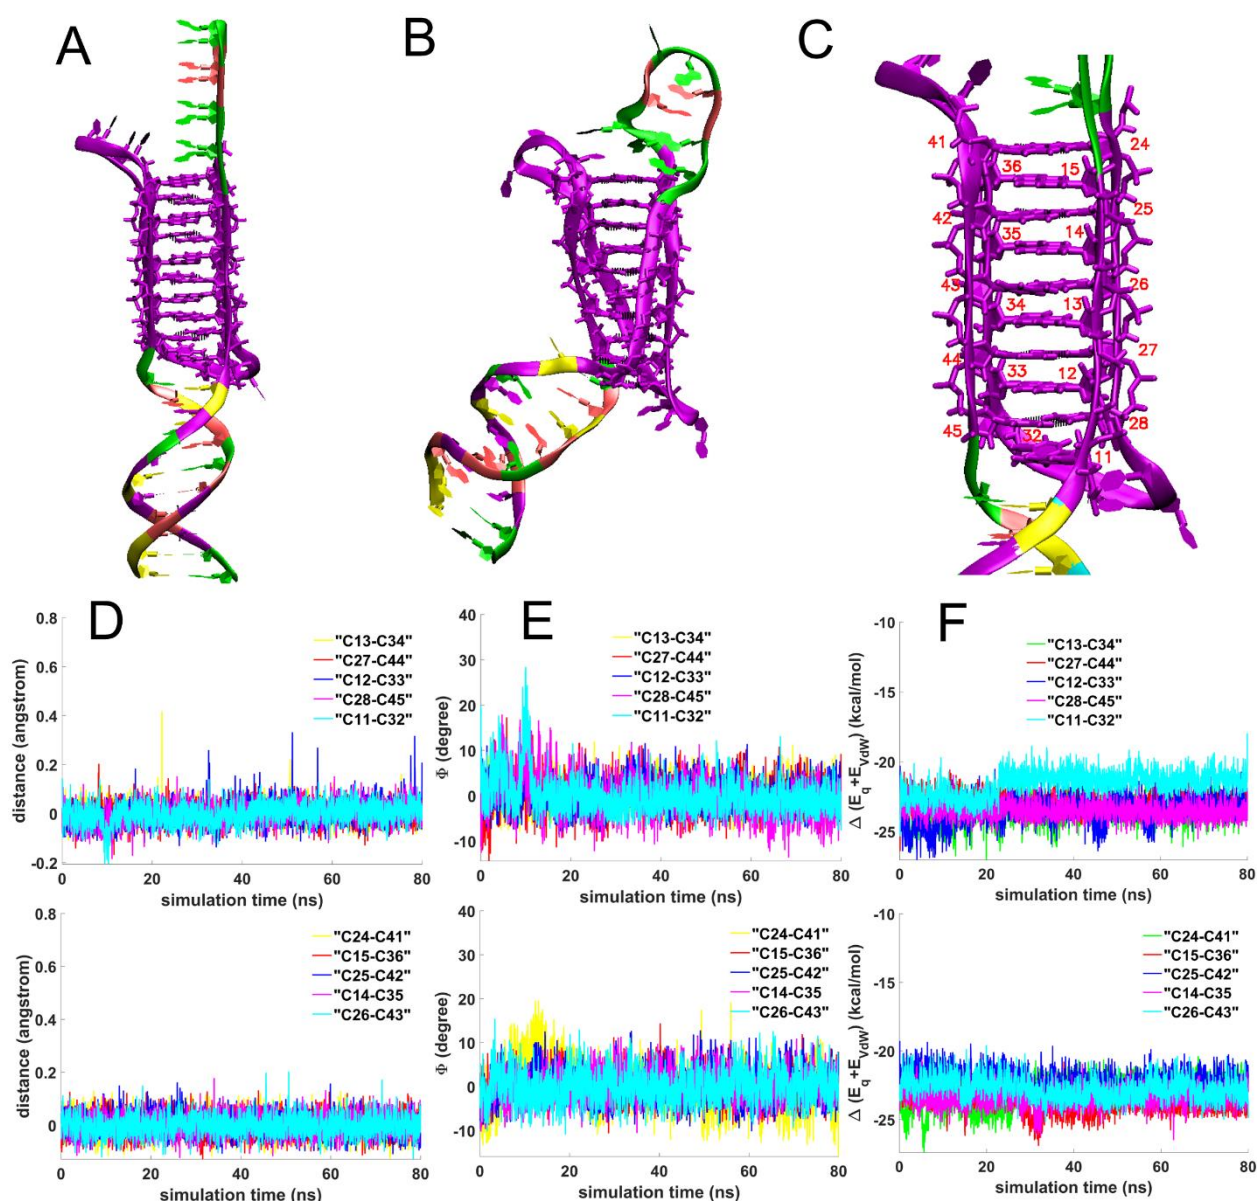 A
B
C
41
24
36
15
42
25
35
14
43
26
34
13
44
27
33
12
45
28
32
11
D
0.8
0.6
0.4
0.2
0
-0.2
distance (angstrom)
"C13-C34"
"C27-C44"
"C12-C33"
"C28-C45"
"C11-C32"
0 20 40 60 80
simulation time (ns)
E
40
30
20
10
0
-10
Φ (degree)
"C13-C34"
"C27-C44"
"C12-C33"
"C28-C45"
"C11-C32"
0 20 40 60 80
simulation time (ns)
F
-10
-15
-20
-25
Δ (Eq+EVdW) (kcal/mol)
"C13-C34"
"C27-C44"
"C12-C33"
"C28-C45"
"C11-C32"
0 20 40 60 80
simulation time (ns)
0.8
0.6
0.4
0.2
0
distance (angstrom)
"C24-C41"
"C15-C36"
"C25-C42"
"C14-C35
"C26-C43"
0 20 40 60 80
simulation time (ns)
40
30
20
10
0
-10
Φ (degree)
"C24-C41"
"C15-C36"
"C25-C42"
"C14-C35
"C26-C43"
0 20 40 60 80
simulation time (ns)
-10
-15
-20
-25
Δ (Eq+EVdW) (kcal/mol)
"C24-C41"
"C15-C36"
"C25-C42"
"C14-C35
"C26-C43"
0 20 40 60 80
simulation time (ns)